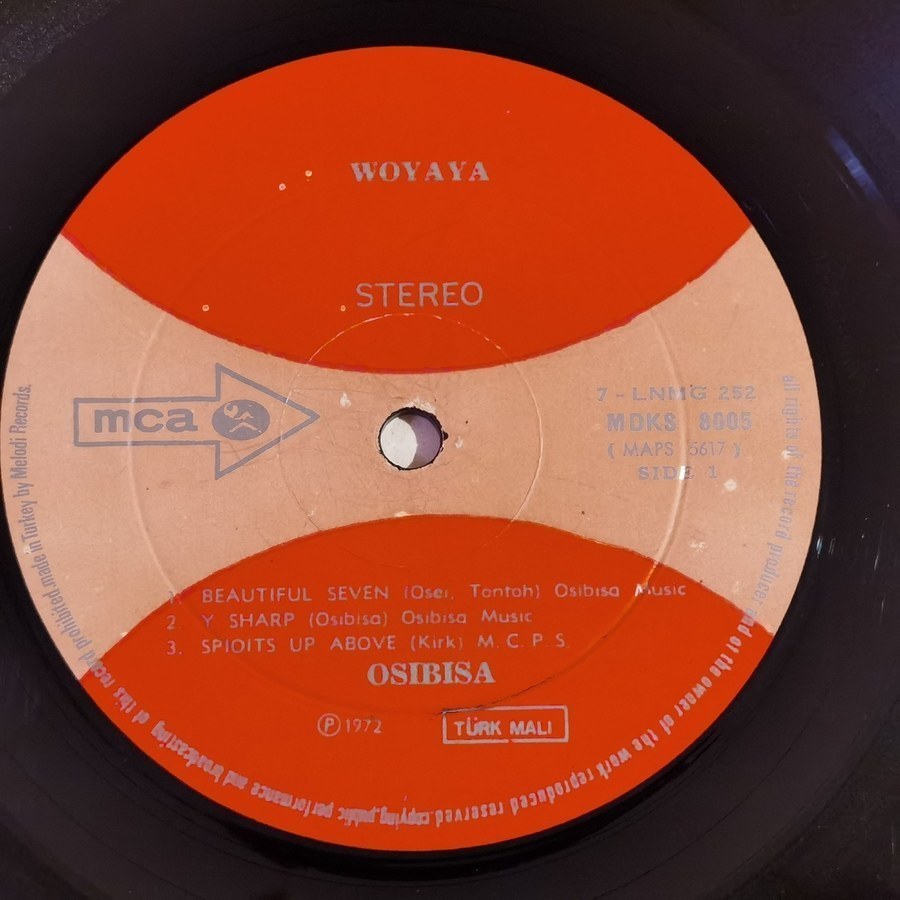 WOYAYA
STEREO
mca
7 - LNMG 252
MDKS 8005
( MAPS 5617 )
SIDE 1
1. BEAUTIFUL SEVEN (Osei, Tontoh) Osibisa Music
2. Y SHARP (Osibisa) Osibisa Music
3. SPIOITS UP ABOVE (Kirk) M. C. P. S.
OSIBISA
Ⓟ 1972
TÜRK MALI
all rights of the record producer and of the owner of the work reproduced reserved.copying,public performance and broadcasting of this record prohibited.made in Turkey by Melodi Records.